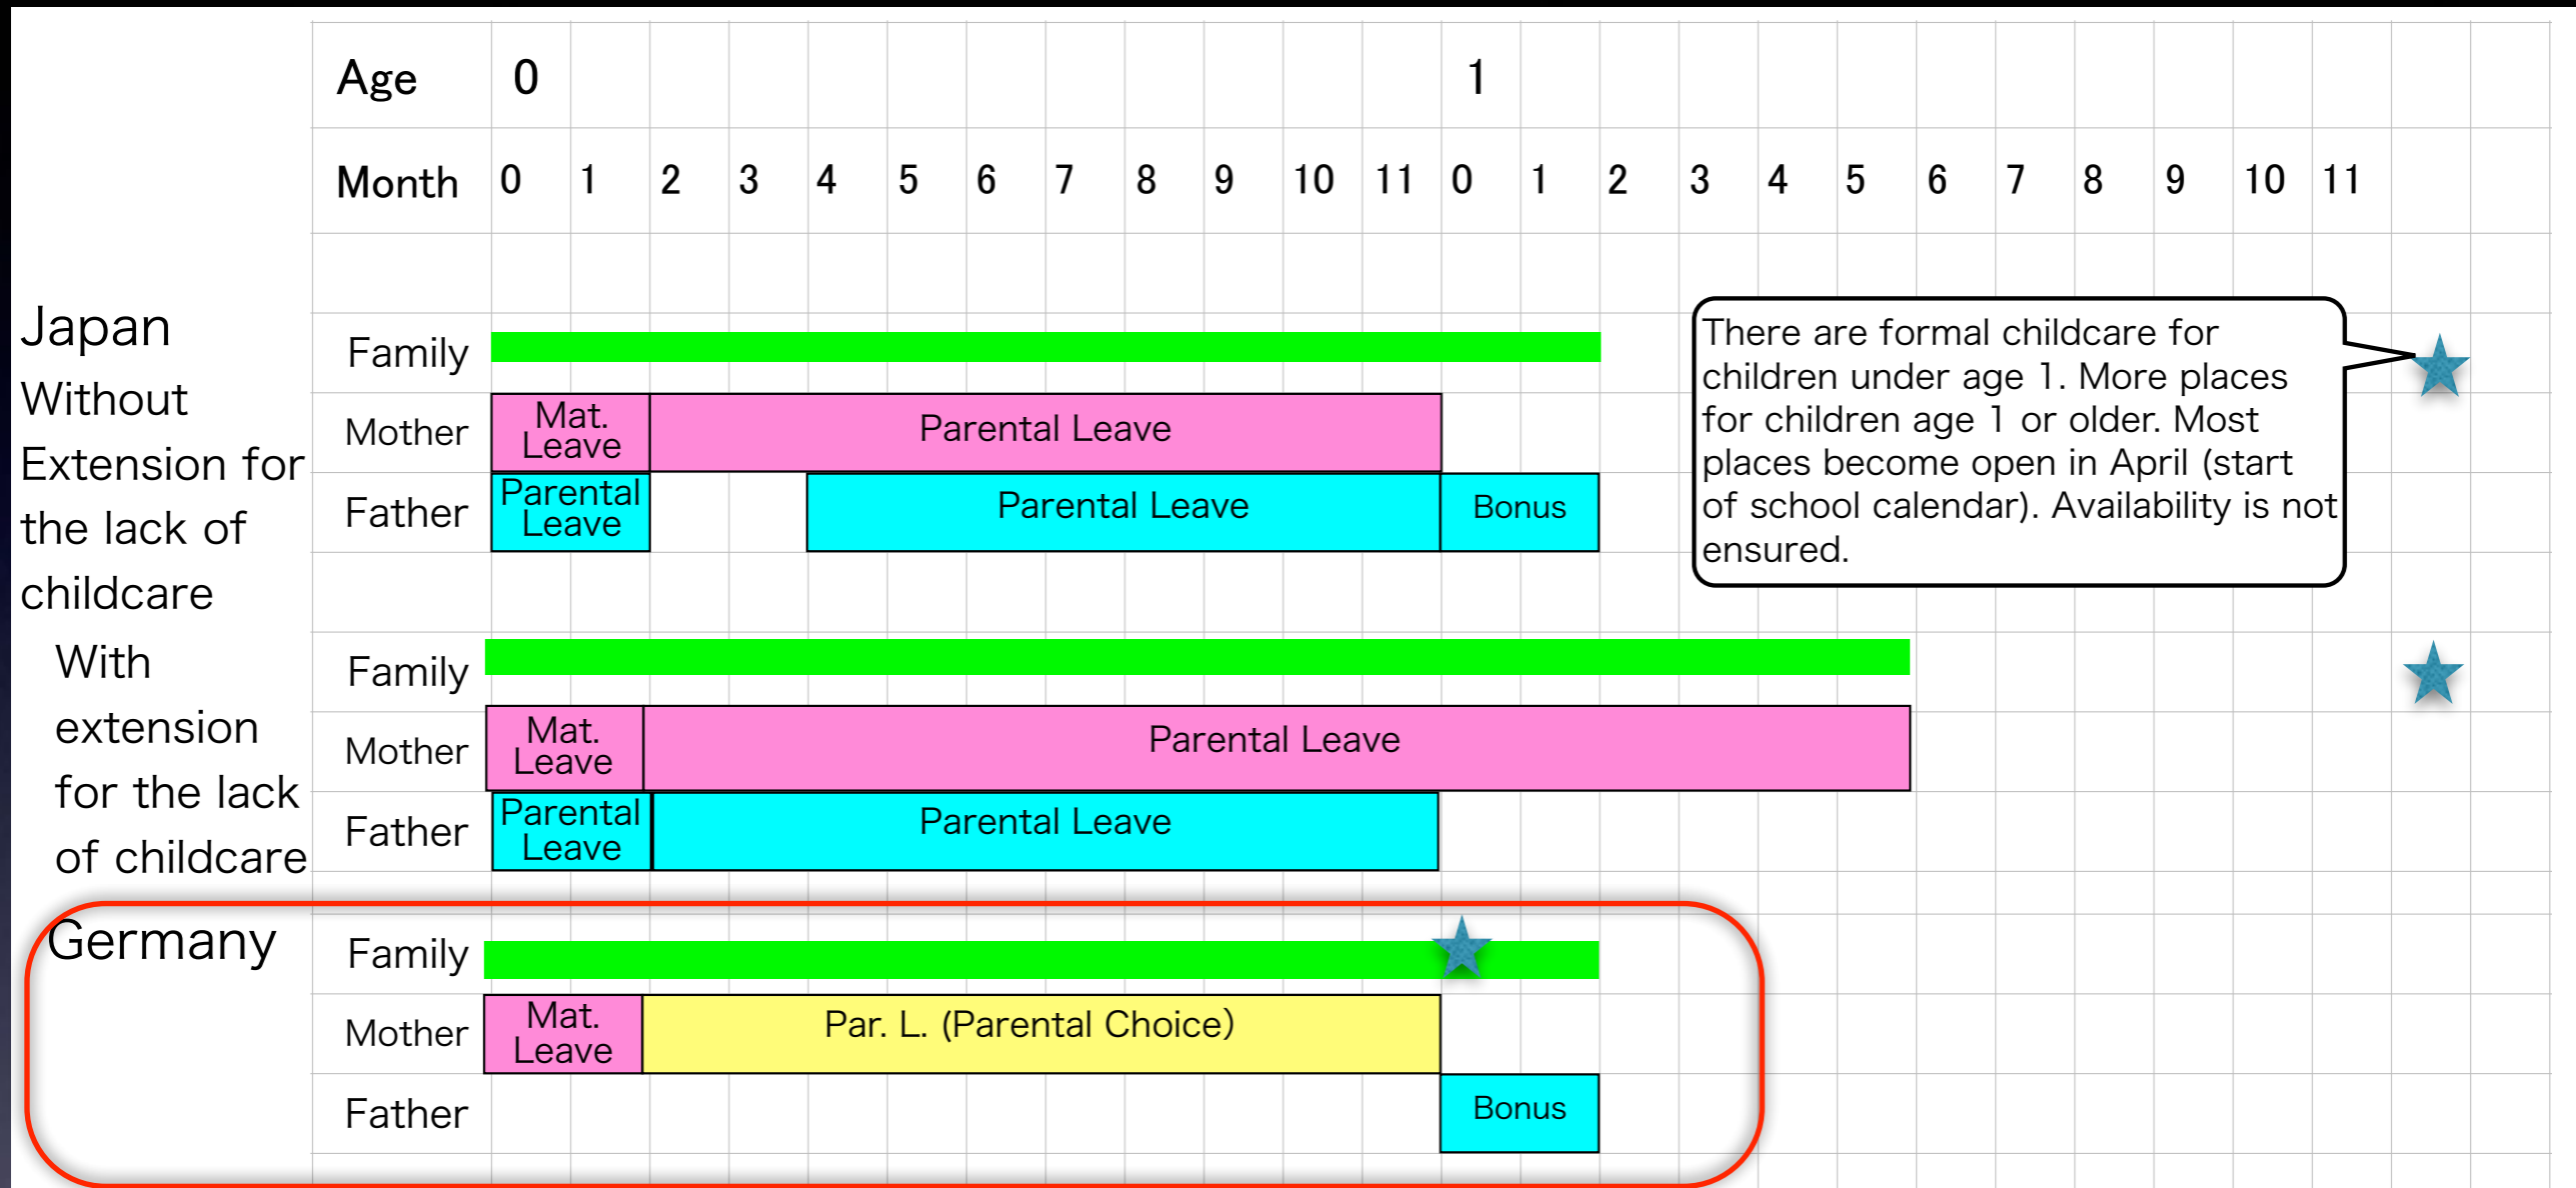 Age 0 1
Month 0 1 2 3 4 5 6 7 8 9 10 11 0 1 2 3 4 5 6 7 8 9 10 11
Japan
Without
Extension for
the lack of
childcare
Family
Mother
Mat.
Leave
Parental Leave
Father
Parental
Leave
Parental Leave
Bonus
There are formal childcare for
children under age 1. More places
for children age 1 or older. Most
places become open in April (start
of school calendar). Availability is not
ensured.
With
extension
for the lack
of childcare
Family
Mother
Mat.
Leave
Parental Leave
Father
Parental
Leave
Parental Leave
Germany
Family
Mother
Mat.
Leave
Par. L. (Parental Choice）
Father
Bonus